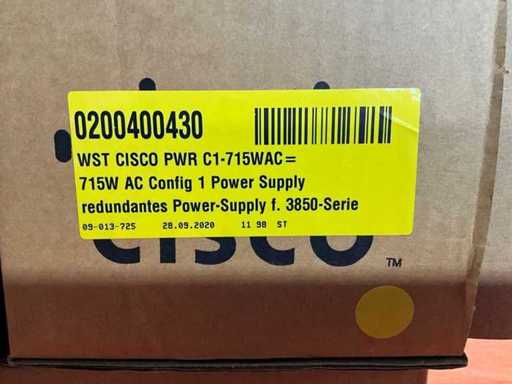 0200400430
WST CISCO PWR C1-715WAC=
715W AC Config 1 Power Supply
redundantes Power-Supply f. 3850-Serie
09-013-725 28.09.2020 11 98 ST
CISCO
TM